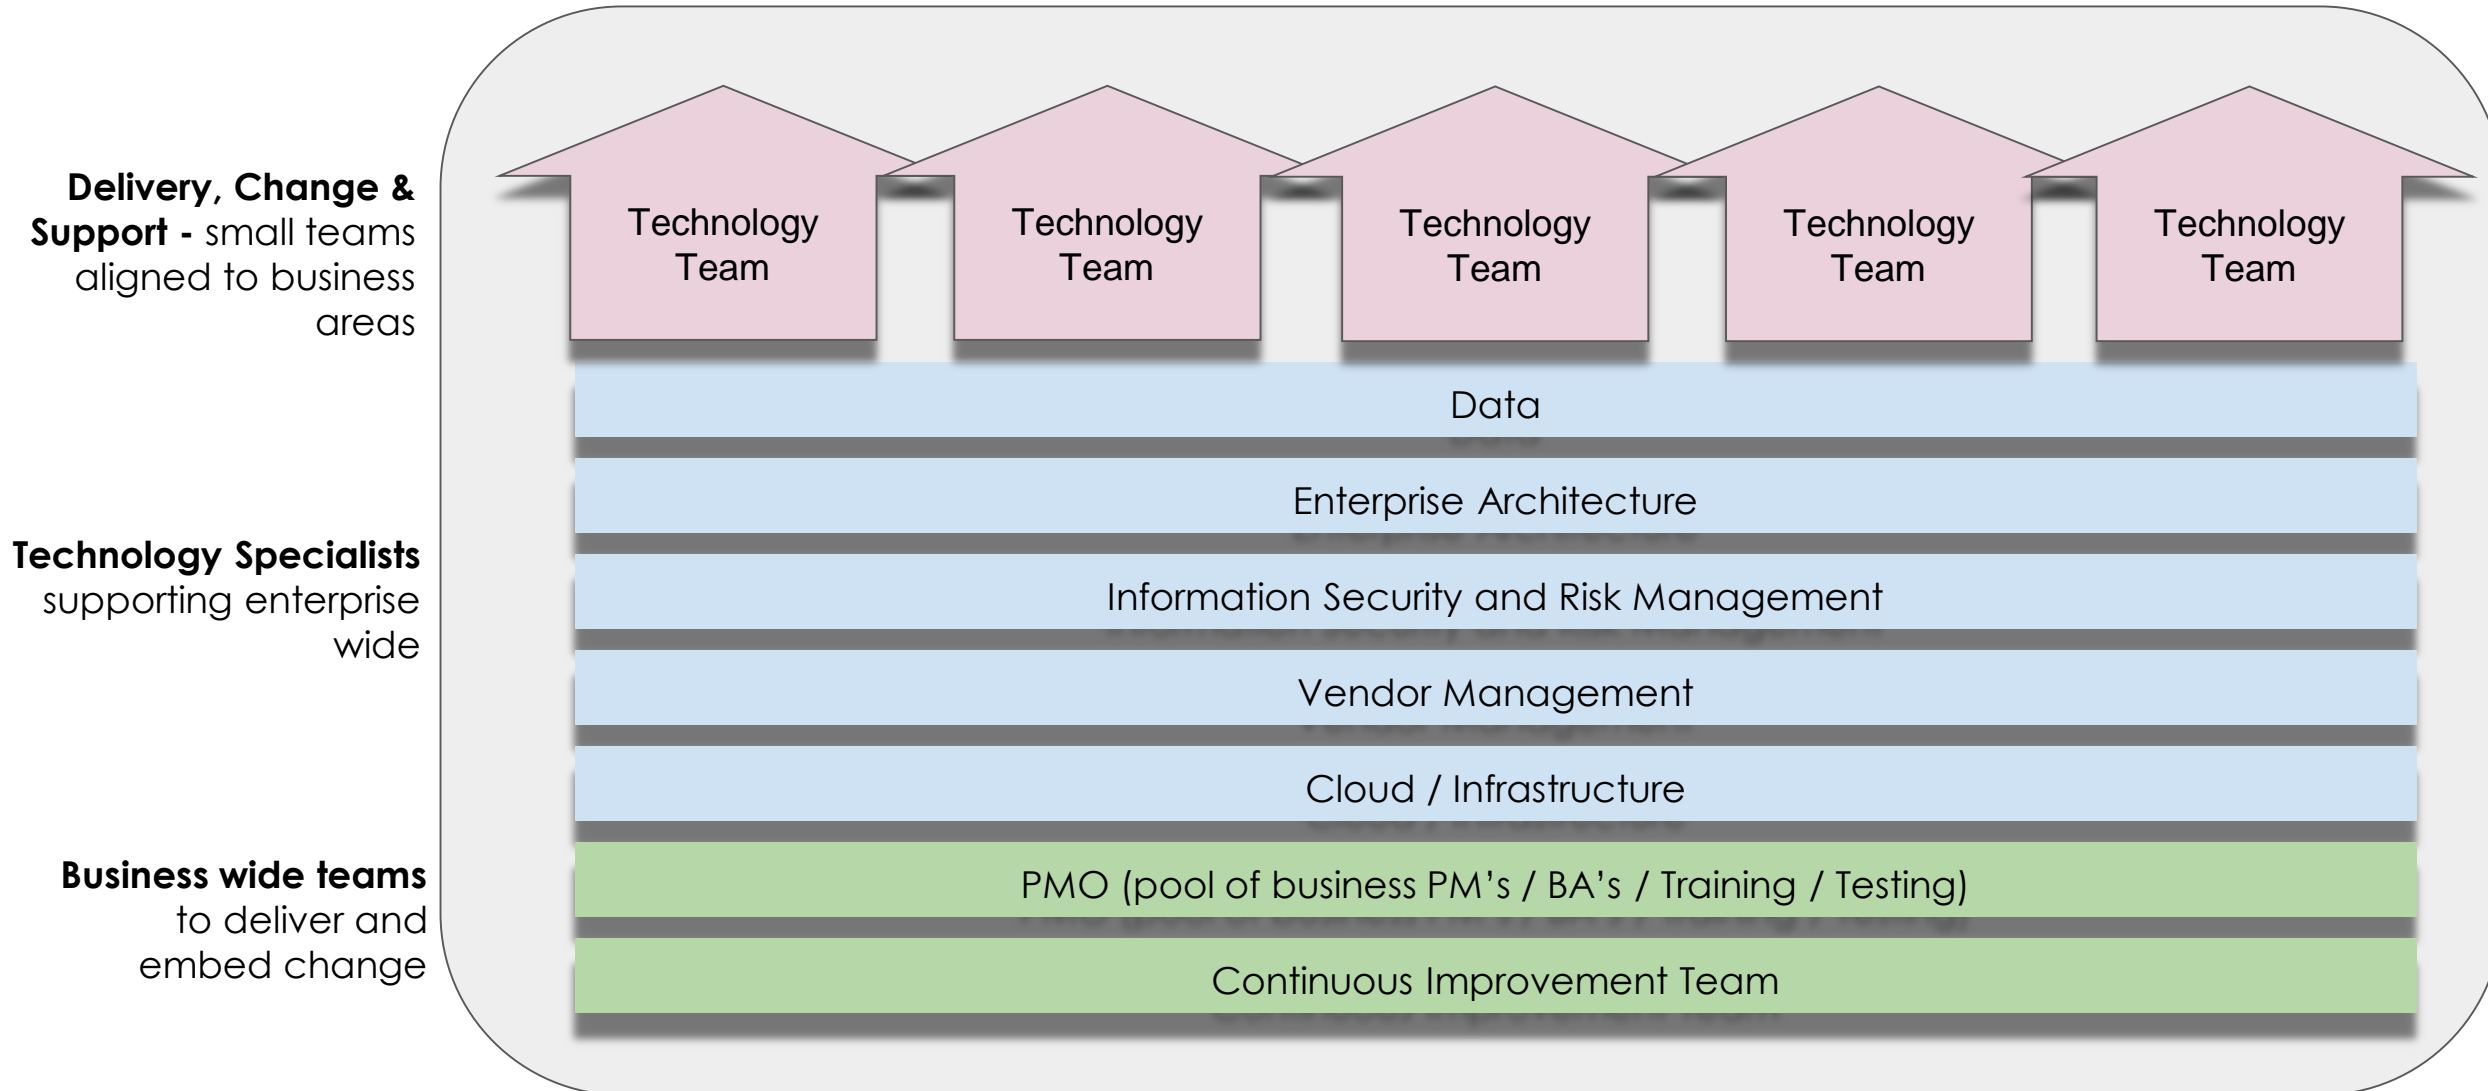 Delivery, Change &
Support - small teams
aligned to business
areas
Technology
Team
Technology
Team
Technology
Team
Technology
Team
Technology
Team
Technology Specialists
supporting enterprise
wide
Data
Enterprise Architecture
Information Security and Risk Management
Vendor Management
Cloud / Infrastructure
Business wide teams
to deliver and
embed change
PMO (pool of business PM’s / BA’s / Training / Testing)
Continuous Improvement Team